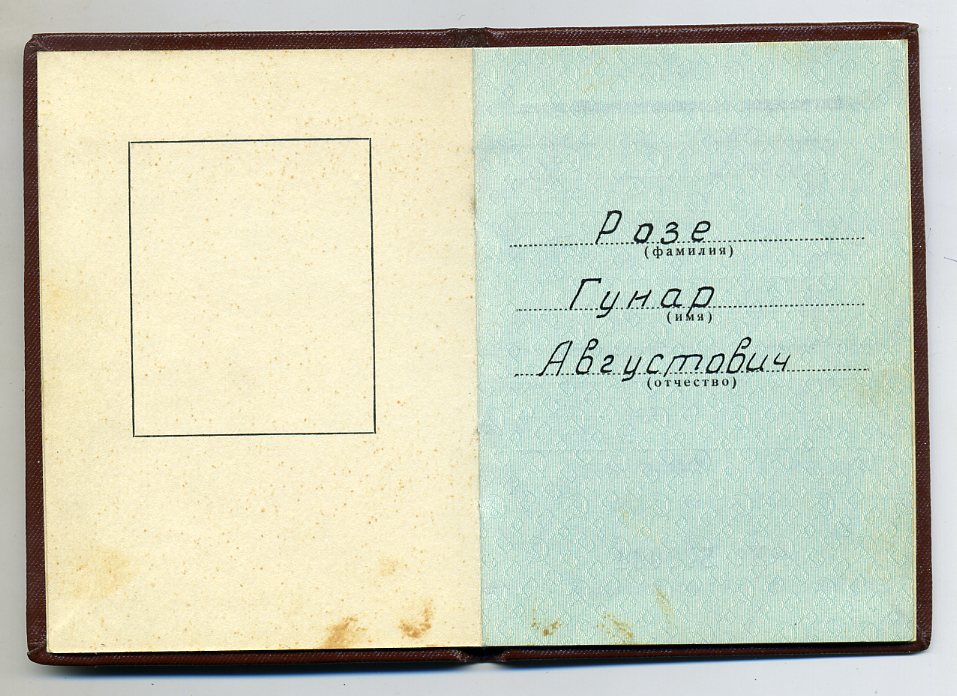 Розе
(фамилия)
Гунар
(имя)
Августович
(отчество)